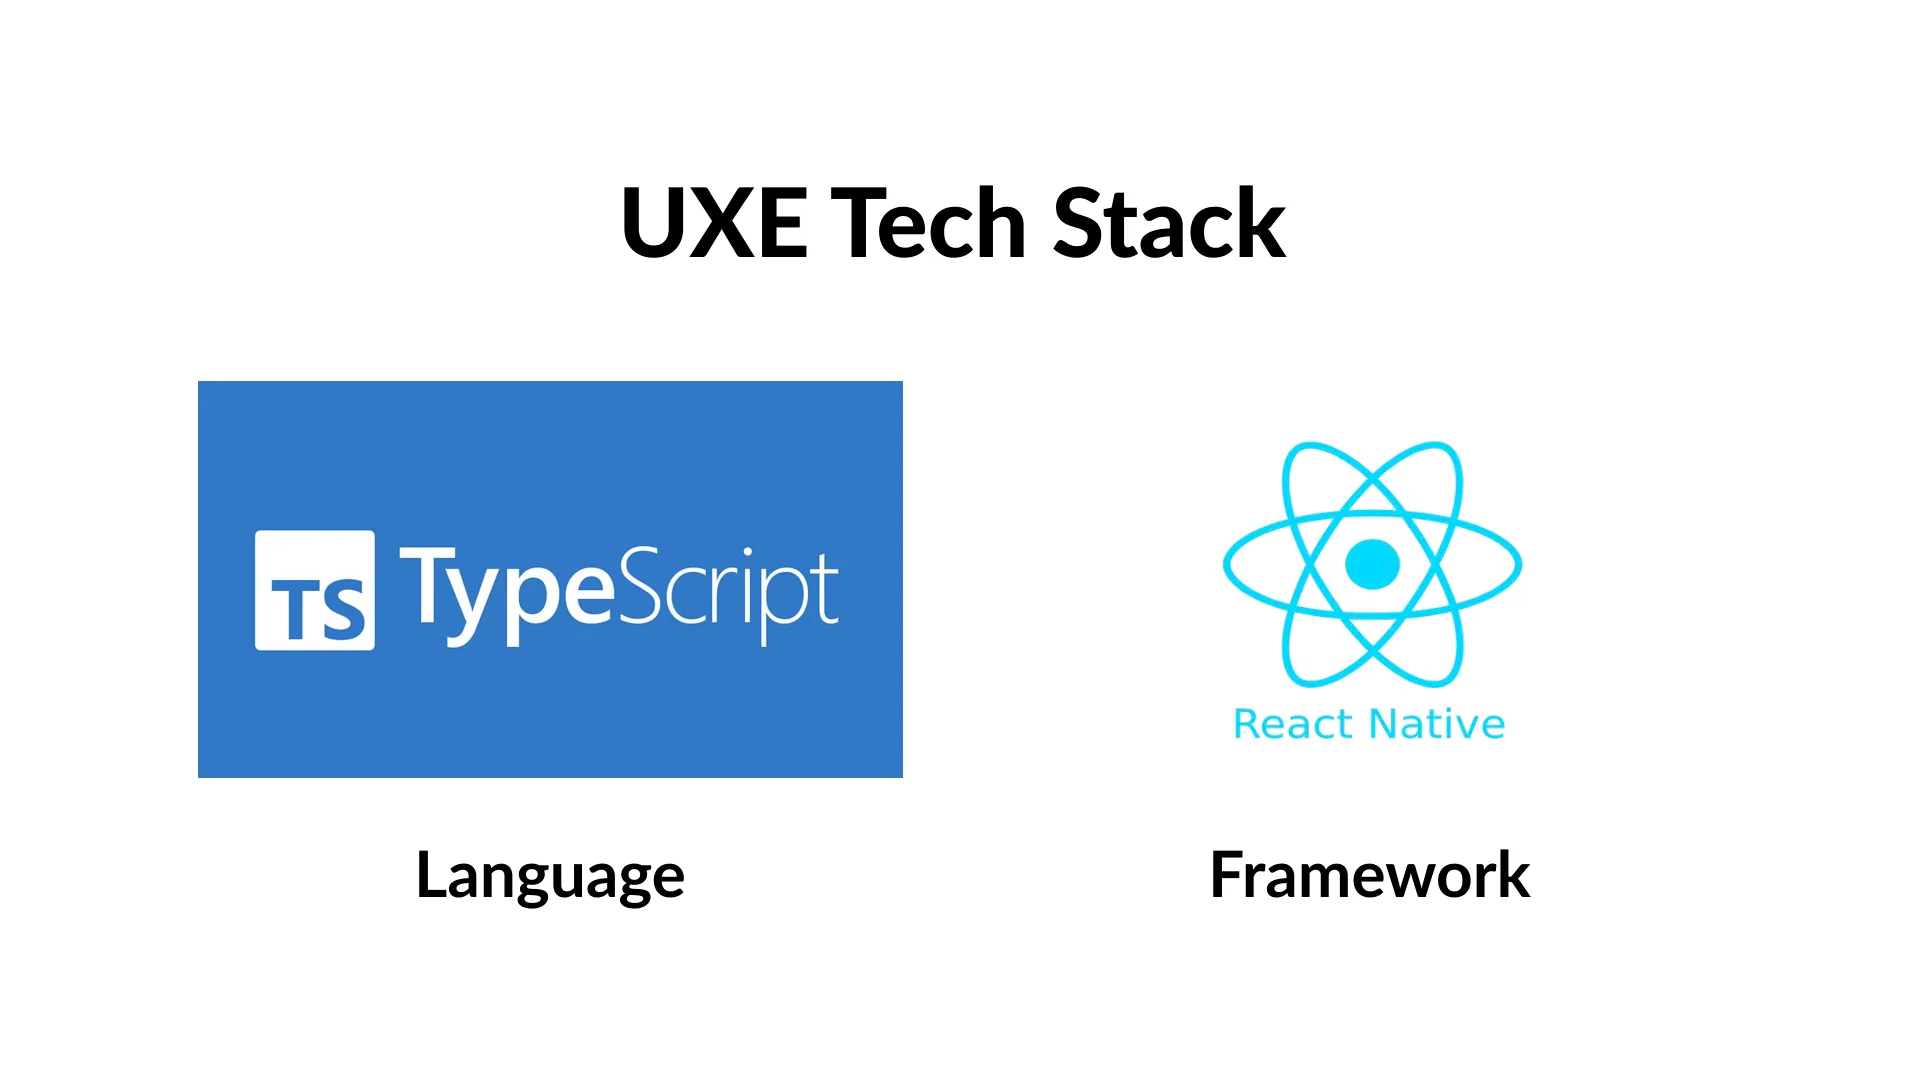 UXE Tech Stack
TS TypeScript
React Native
Language
Framework